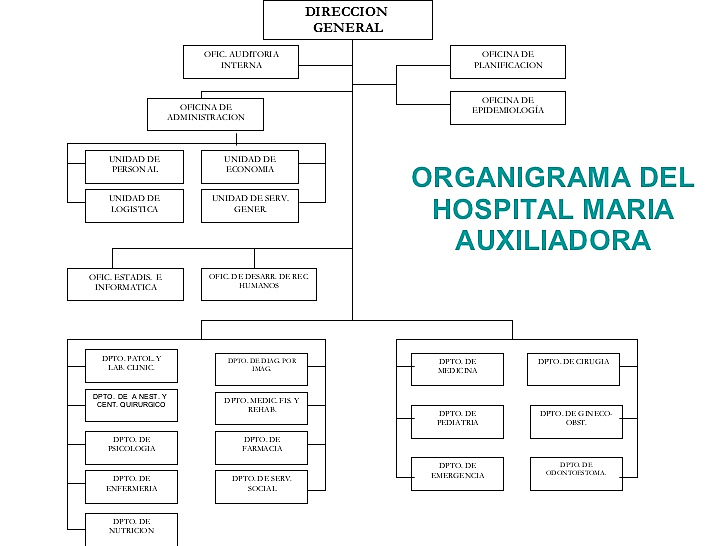 DIRECCION
GENERAL
OFIC. AUDITORIA
INTERNA
OFICINA DE
PLANIFICACION
OFICINA DE
ADMINISTRACION
OFICINA DE
EPIDEMIOLOGÍA
UNIDAD DE
PERSONAL
UNIDAD DE
ECONOMIA
UNIDAD DE
LOGISTICA
UNIDAD DE SERV.
GENER.
ORGANIGRAMA DEL
HOSPITAL MARIA
AUXILIADORA
OFIC. ESTADIS. E
INFORMATICA
OFIC. DE DESARR. DE REC.
HUMANOS
DPTO. PATOL. Y
LAB. CLINIC.
DPTO. DE DIAG. POR
IMAG.
DPTO. DE
MEDICINA
DPTO. DE CIRUGIA
DPTO. DE A NEST. Y
CENT. QUIRURGICO
DPTO. MEDIC. FIS. Y
REHAB.
DPTO. DE
PEDIATRIA
DPTO. DE GINECO-
OBST.
DPTO. DE
PSICOLOGIA
DPTO. DE
FARMACIA
DPTO. DE
EMERGENCIA
DPTO. DE
ODONTOESTOMA.
DPTO. DE
ENFERMERIA
DPTO. DE SERV.
SOCIAL
DPTO. DE
NUTRICION